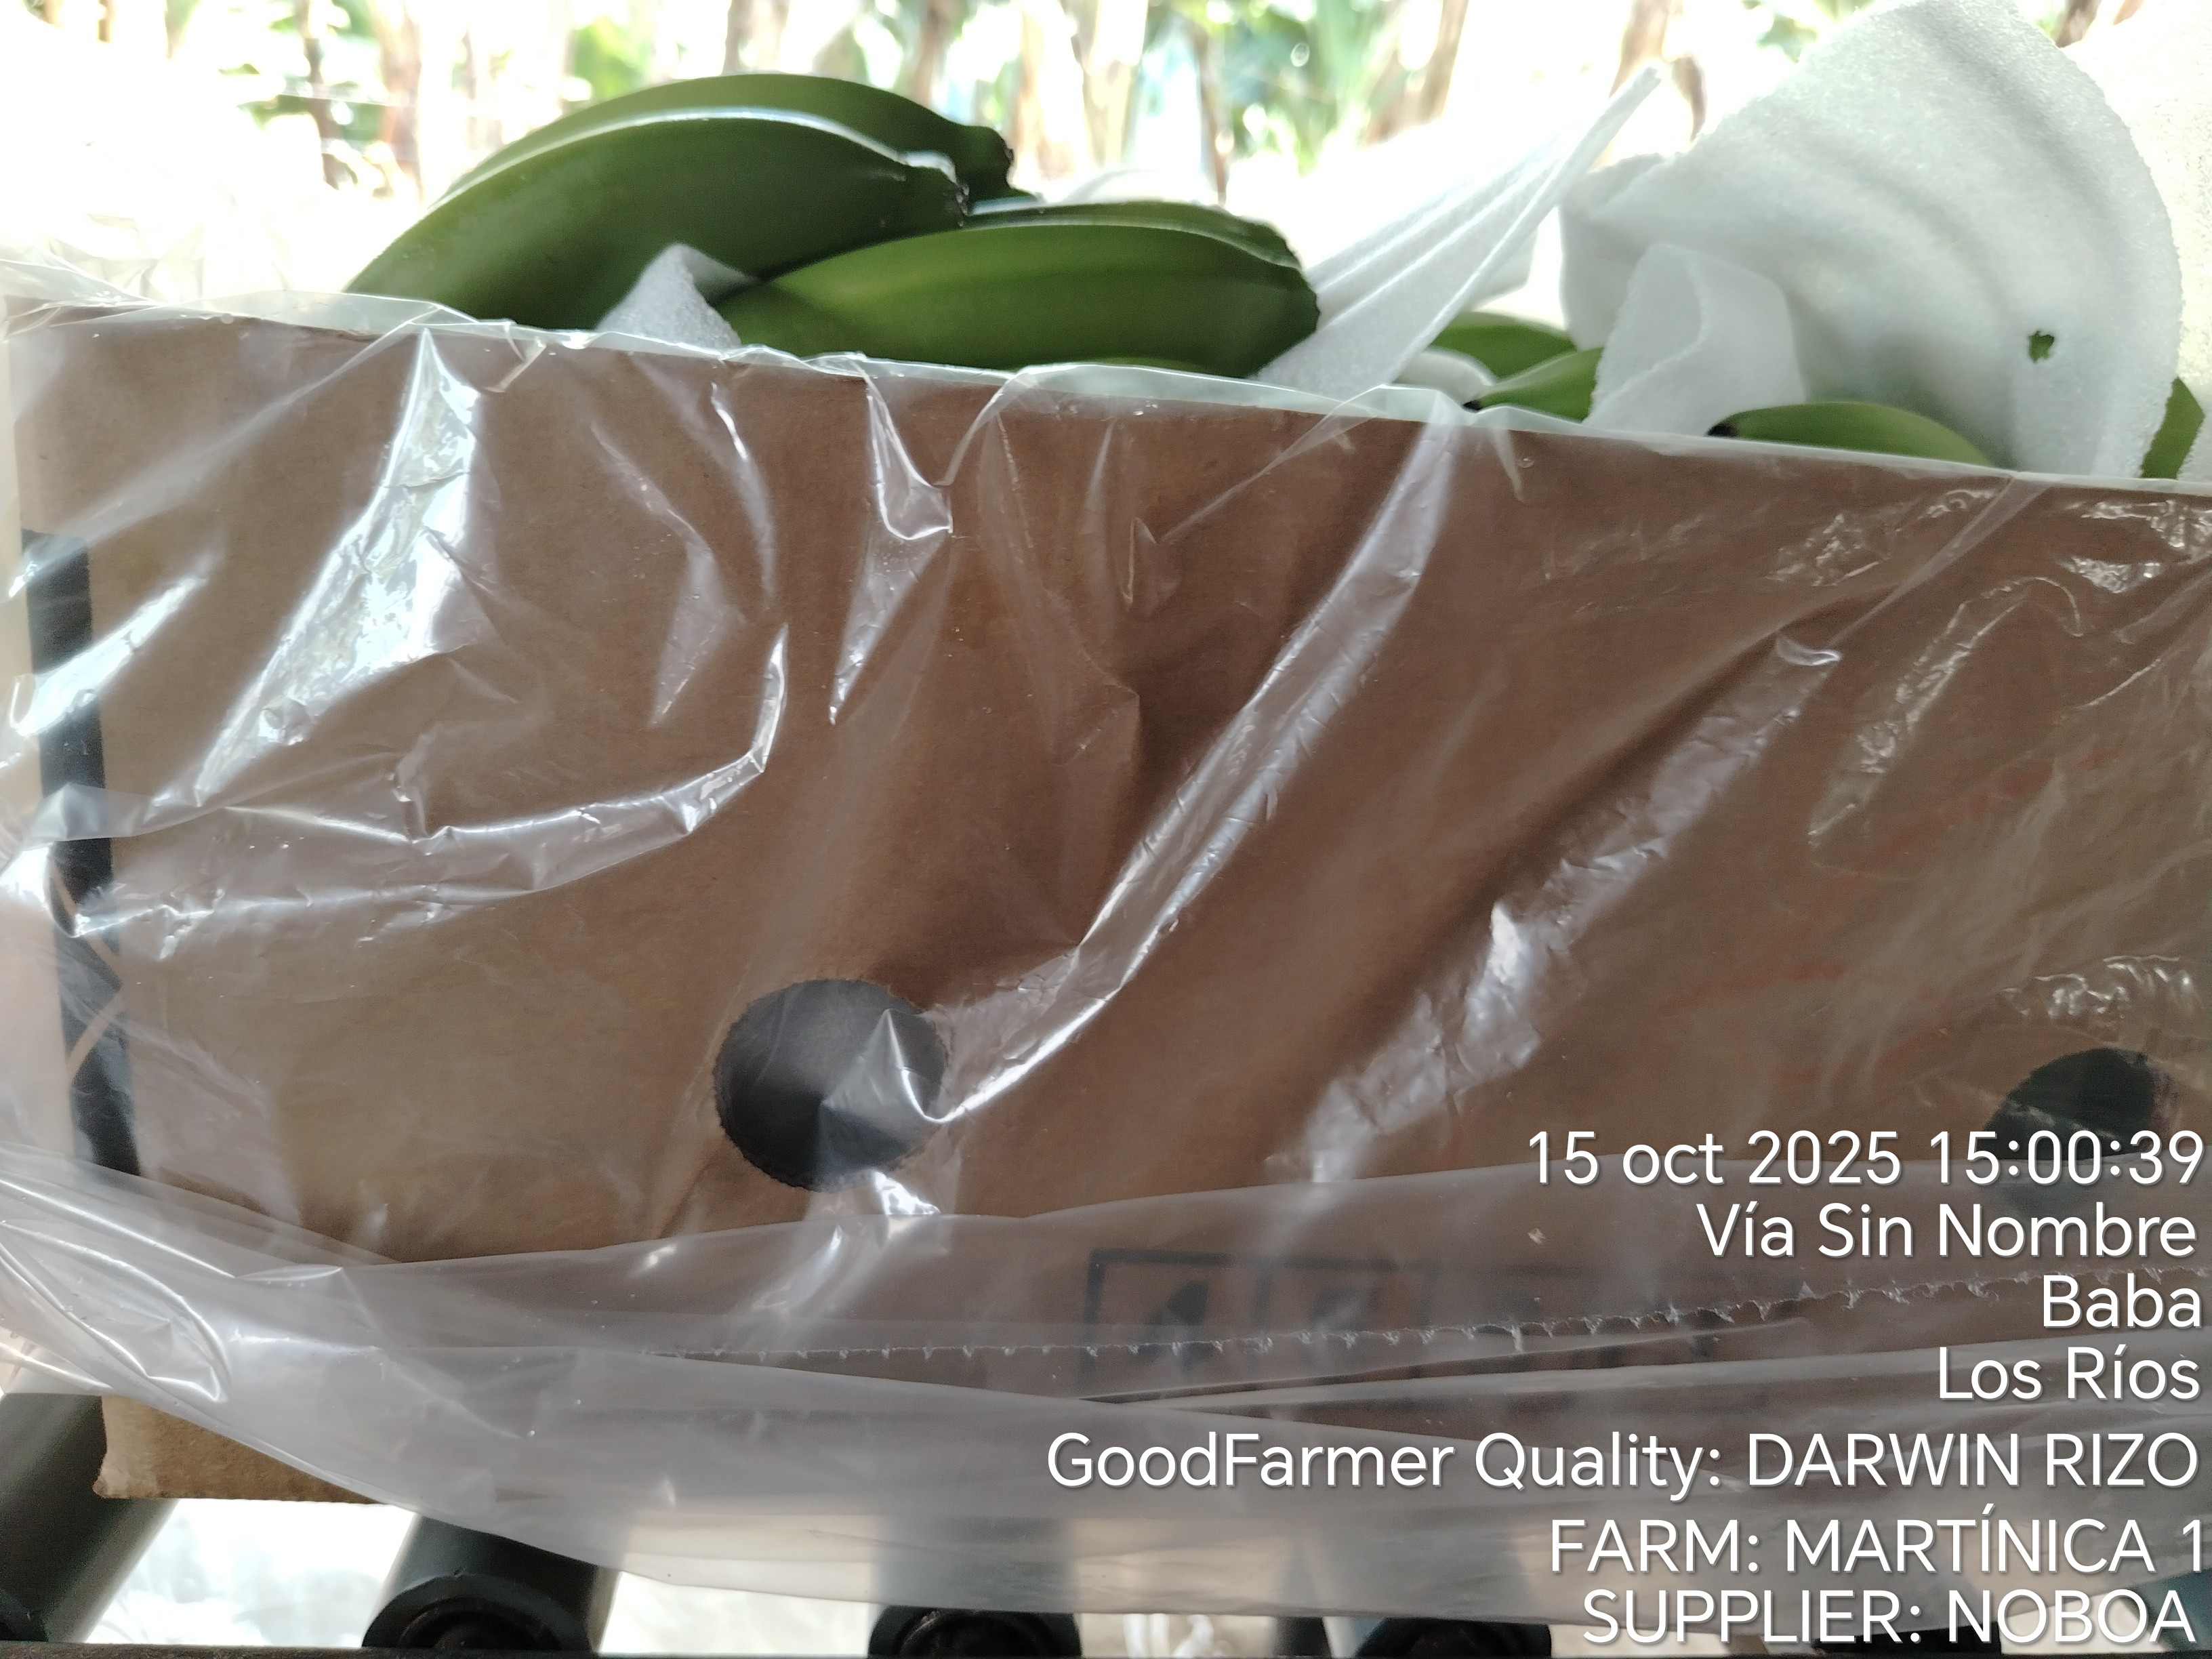 15 oct 2025 15:00:39
Vía Sin Nombre
Baba
Los Ríos
GoodFarmer Quality: DARWIN RIZO
FARM: MARTÍNICA 1
SUPPLIER: NOBOA